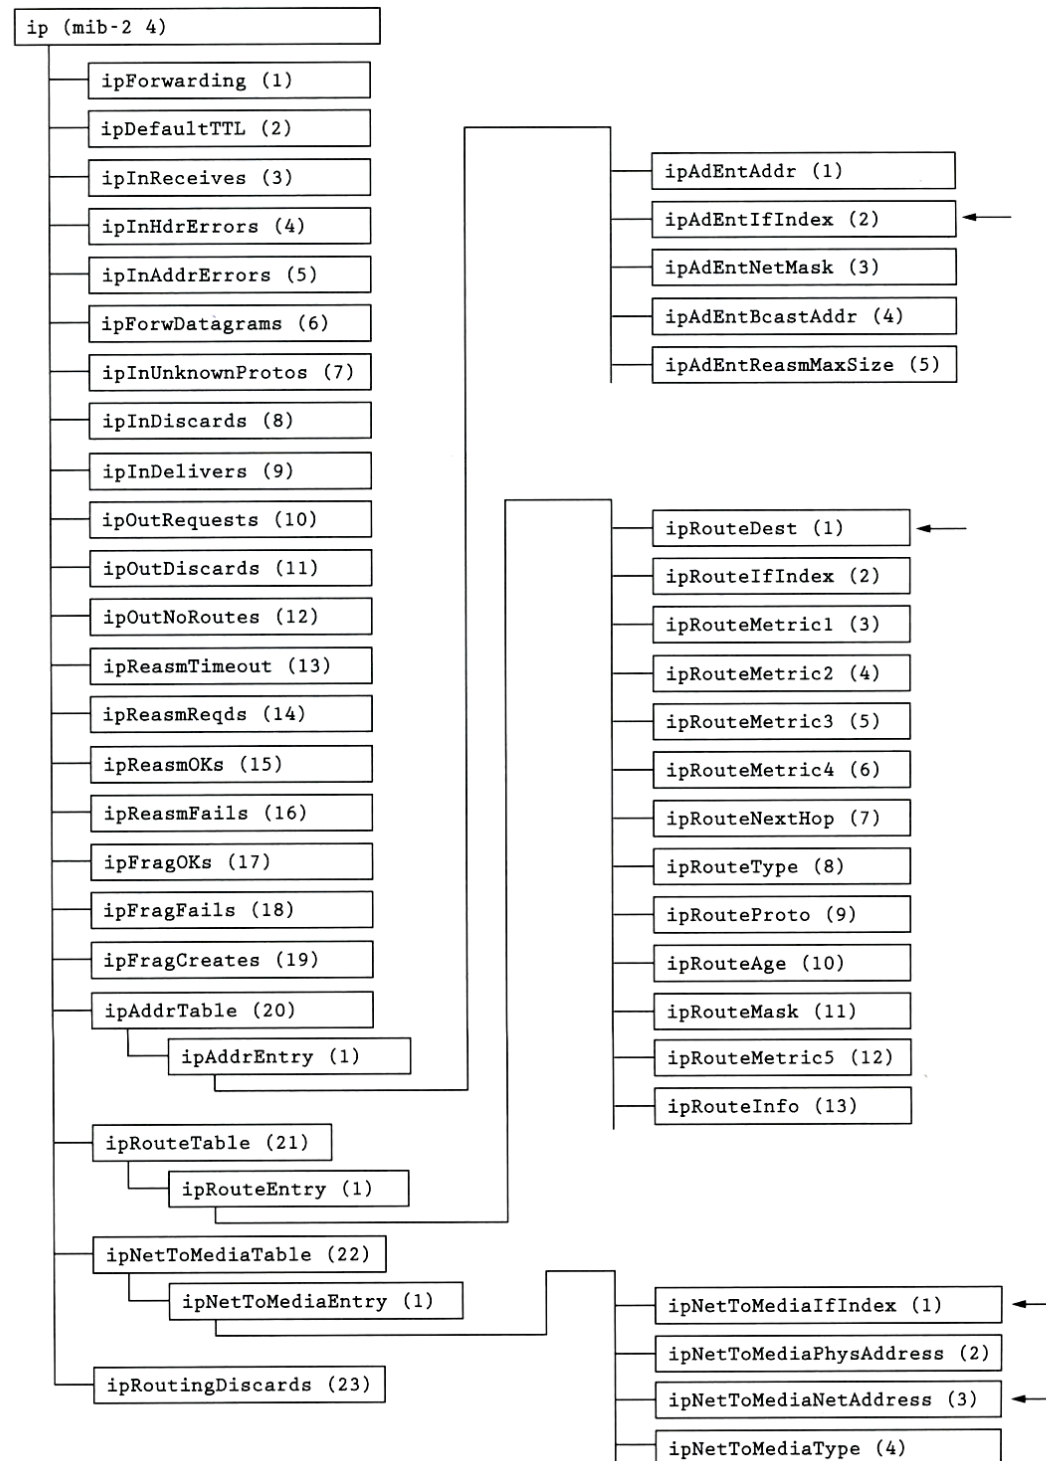 ip (mib-2 4)
ipForwarding (1)
ipDefaultTTL (2)
ipInReceives (3)
ipInHdrErrors (4)
ipInAddrErrors (5)
ipForwDatagrams (6)
ipInUnknownProtos (7)
ipInDiscards (8)
ipInDelivers (9)
ipOutRequests (10)
ipOutDiscards (11)
ipOutNoRoutes (12)
ipReasmTimeout (13)
ipReasmReqds (14)
ipReasmOKs (15)
ipReasmFails (16)
ipFragOKs (17)
ipFragFails (18)
ipFragCreates (19)
ipAddrTable (20)
ipAddrEntry (1)
ipAdEntAddr (1)
ipAdEntIfIndex (2)
ipAdEntNetMask (3)
ipAdEntBcastAddr (4)
ipAdEntReasmMaxSize (5)
ipRouteTable (21)
ipRouteEntry (1)
ipRouteDest (1)
ipRouteIfIndex (2)
ipRouteMetric1 (3)
ipRouteMetric2 (4)
ipRouteMetric3 (5)
ipRouteMetric4 (6)
ipRouteNextHop (7)
ipRouteType (8)
ipRouteProto (9)
ipRouteAge (10)
ipRouteMask (11)
ipRouteMetric5 (12)
ipRouteInfo (13)
ipNetToMediaTable (22)
ipNetToMediaEntry (1)
ipNetToMediaIfIndex (1)
ipNetToMediaPhysAddress (2)
ipNetToMediaNetAddress (3)
ipNetToMediaType (4)
ipRoutingDiscards (23)